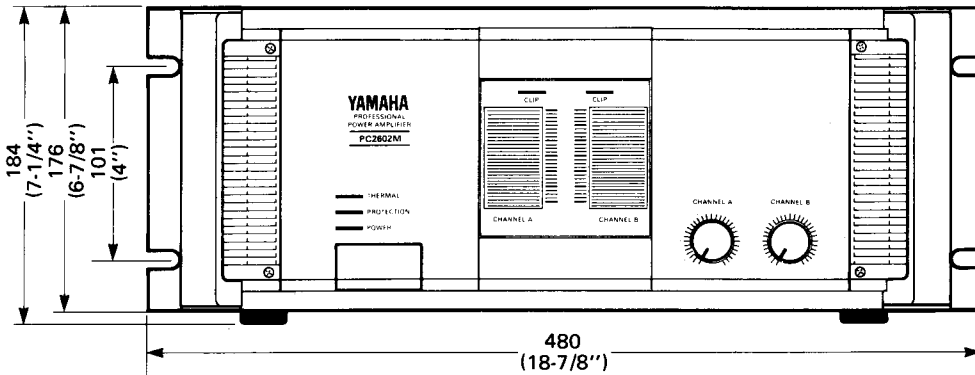 184
(7-1/4'')
176
(6-7/8'')
101
(4'')
YAMAHA
PROFESSIONAL
POWER AMPLIFIER
PC2602M
THERMAL
PROTECTION
POWER
CLIP CLIP
CHANNEL A CHANNEL B
CHANNEL A CHANNEL B
480
(18-7/8'')